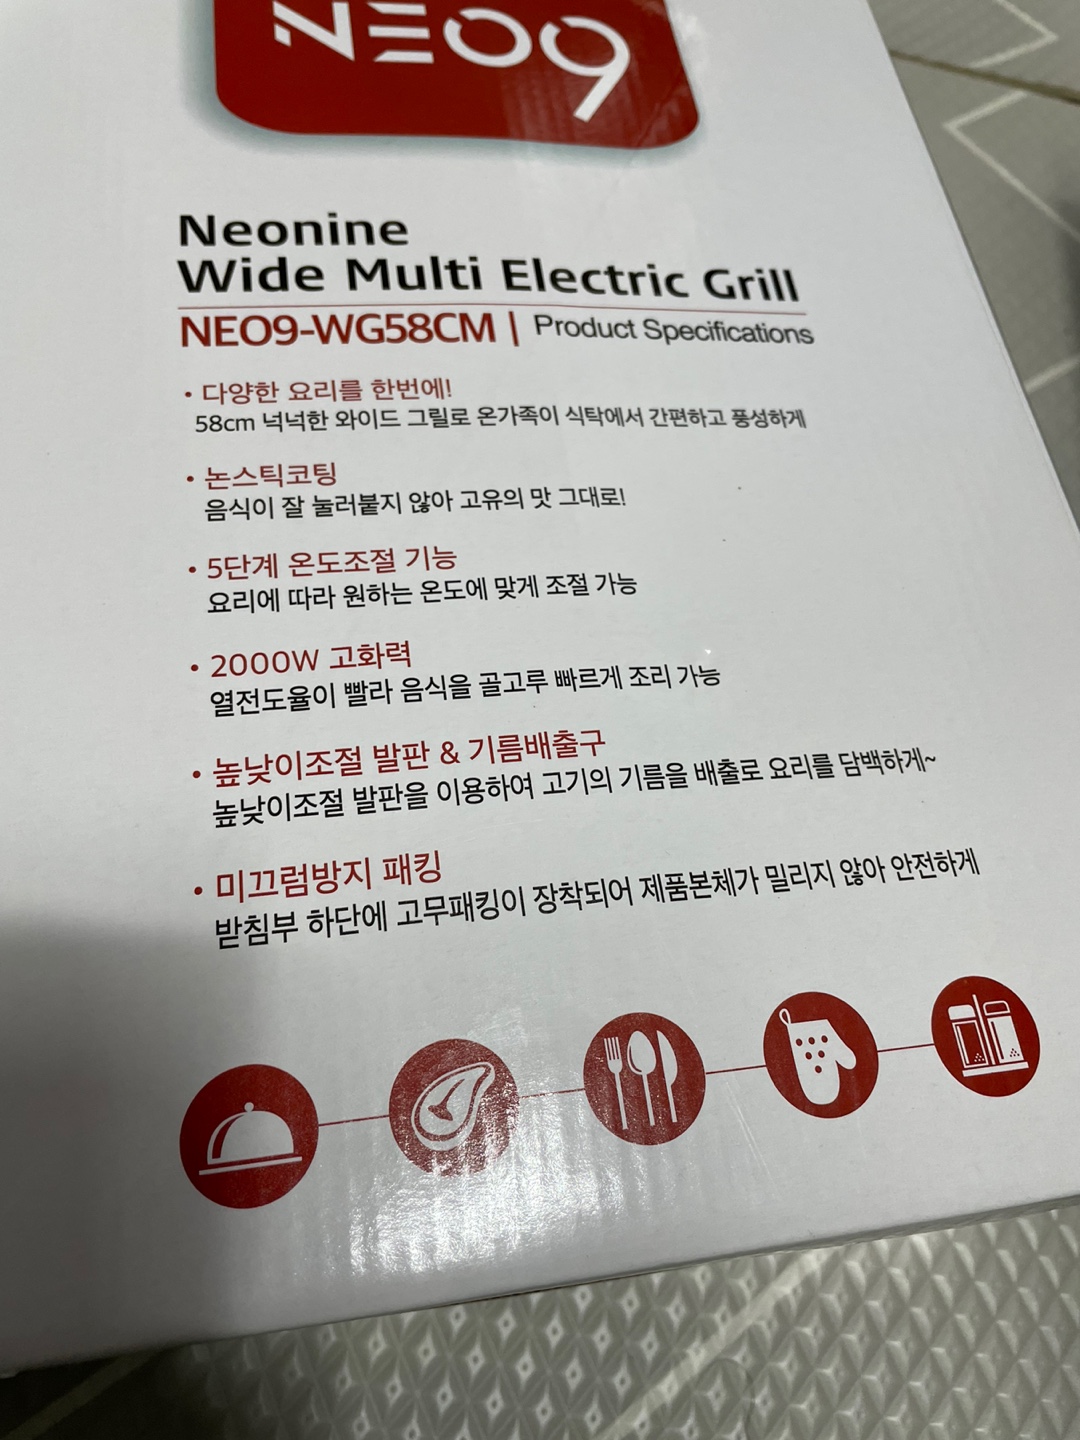 NEO9
Neonine
Wide Multi Electric Grill
NEO9-WG58CM | Product Specifications
• 다양한 요리를 한번에!
58cm 넉넉한 와이드 그릴로 온가족이 식탁에서 간편하고 풍성하게
• 논스틱코팅
음식이 잘 눌러붙지 않아 고유의 맛 그대로!
• 5단계 온도조절 기능
요리에 따라 원하는 온도에 맞게 조절 가능
• 2000W 고화력
열전도율이 빨라 음식을 골고루 빠르게 조리 가능
• 높낮이조절 발판 & 기름배출구
높낮이조절 발판을 이용하여 고기의 기름을 배출로 요리를 담백하게~
• 미끄럼방지 패킹
받침부 하단에 고무패킹이 장착되어 제품본체가 밀리지 않아 안전하게